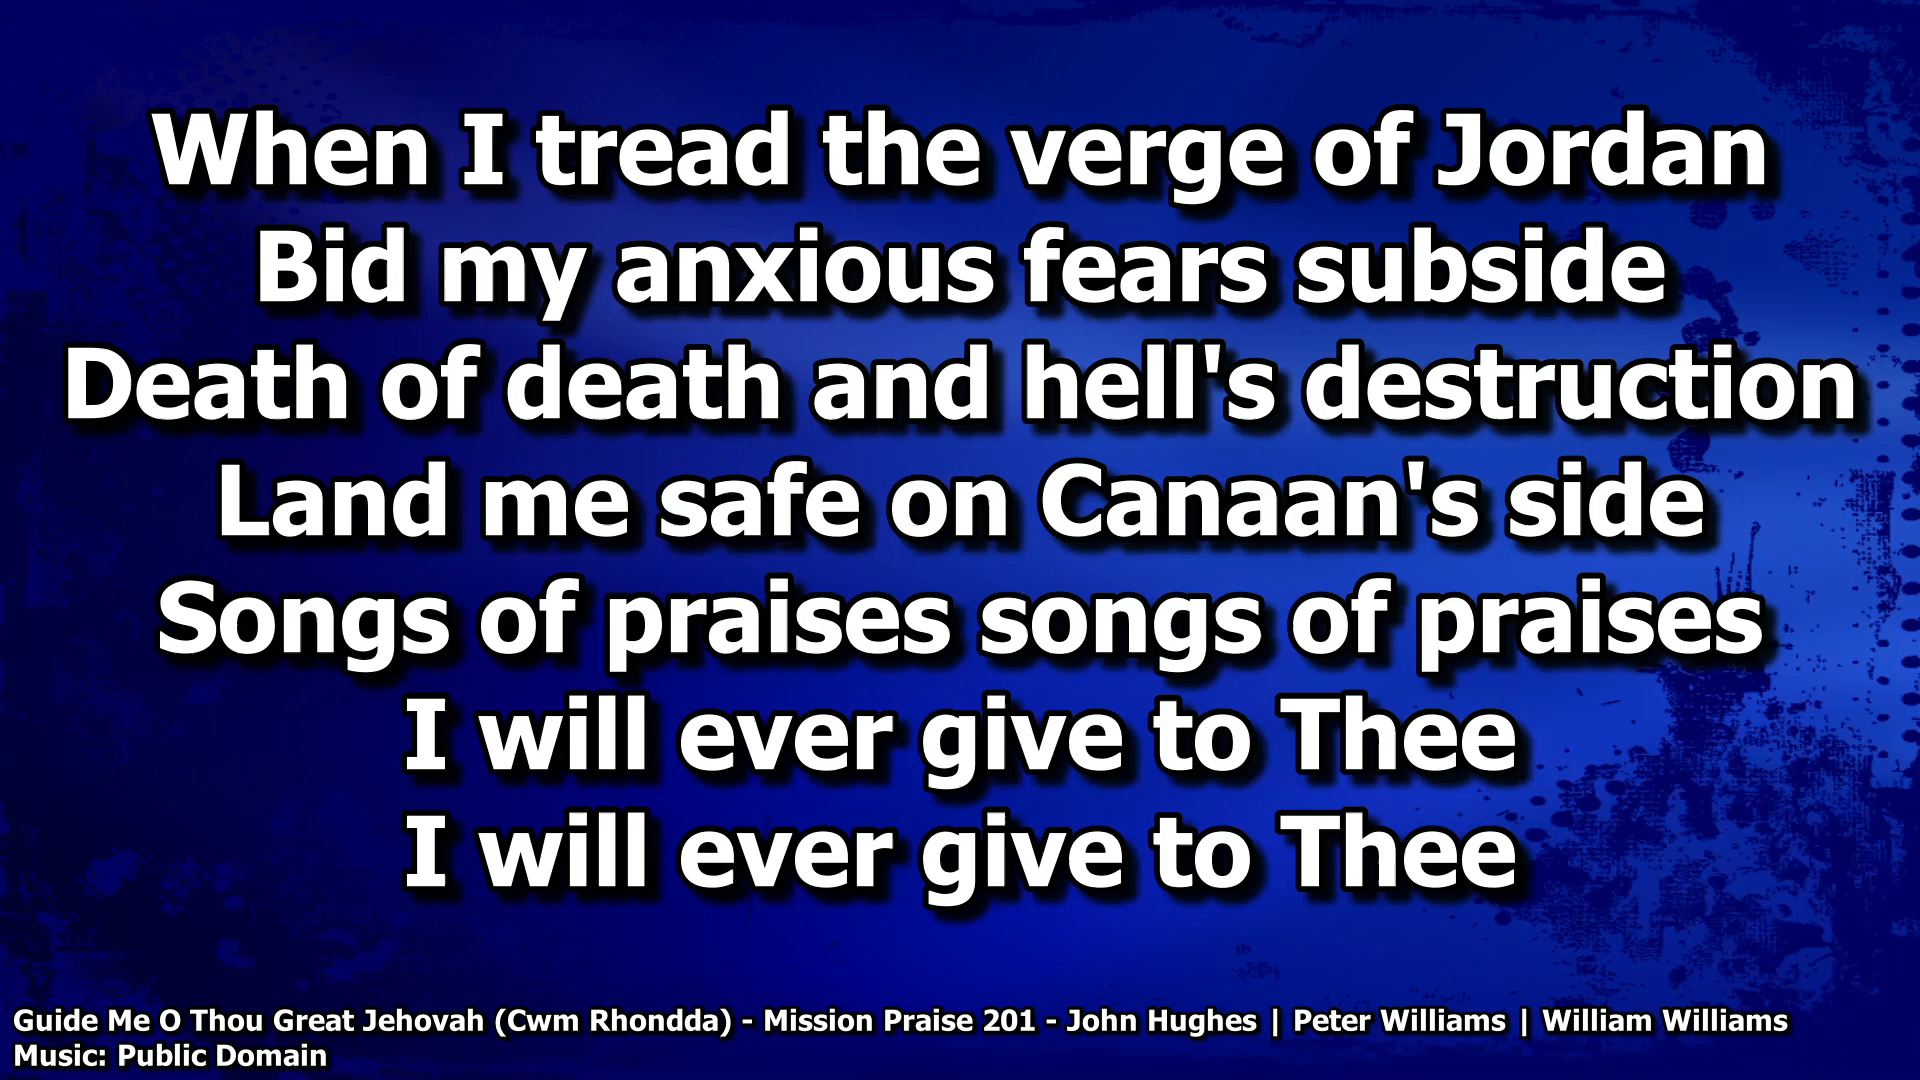 When I tread the verge of Jordan
Bid my anxious fears subside
Death of death and hell's destruction
Land me safe on Canaan's side
Songs of praises songs of praises
I will ever give to Thee
I will ever give to Thee
Guide Me O Thou Great Jehovah (Cwm Rhondda) - Mission Praise 201 - John Hughes | Peter Williams | William Williams
Music: Public Domain